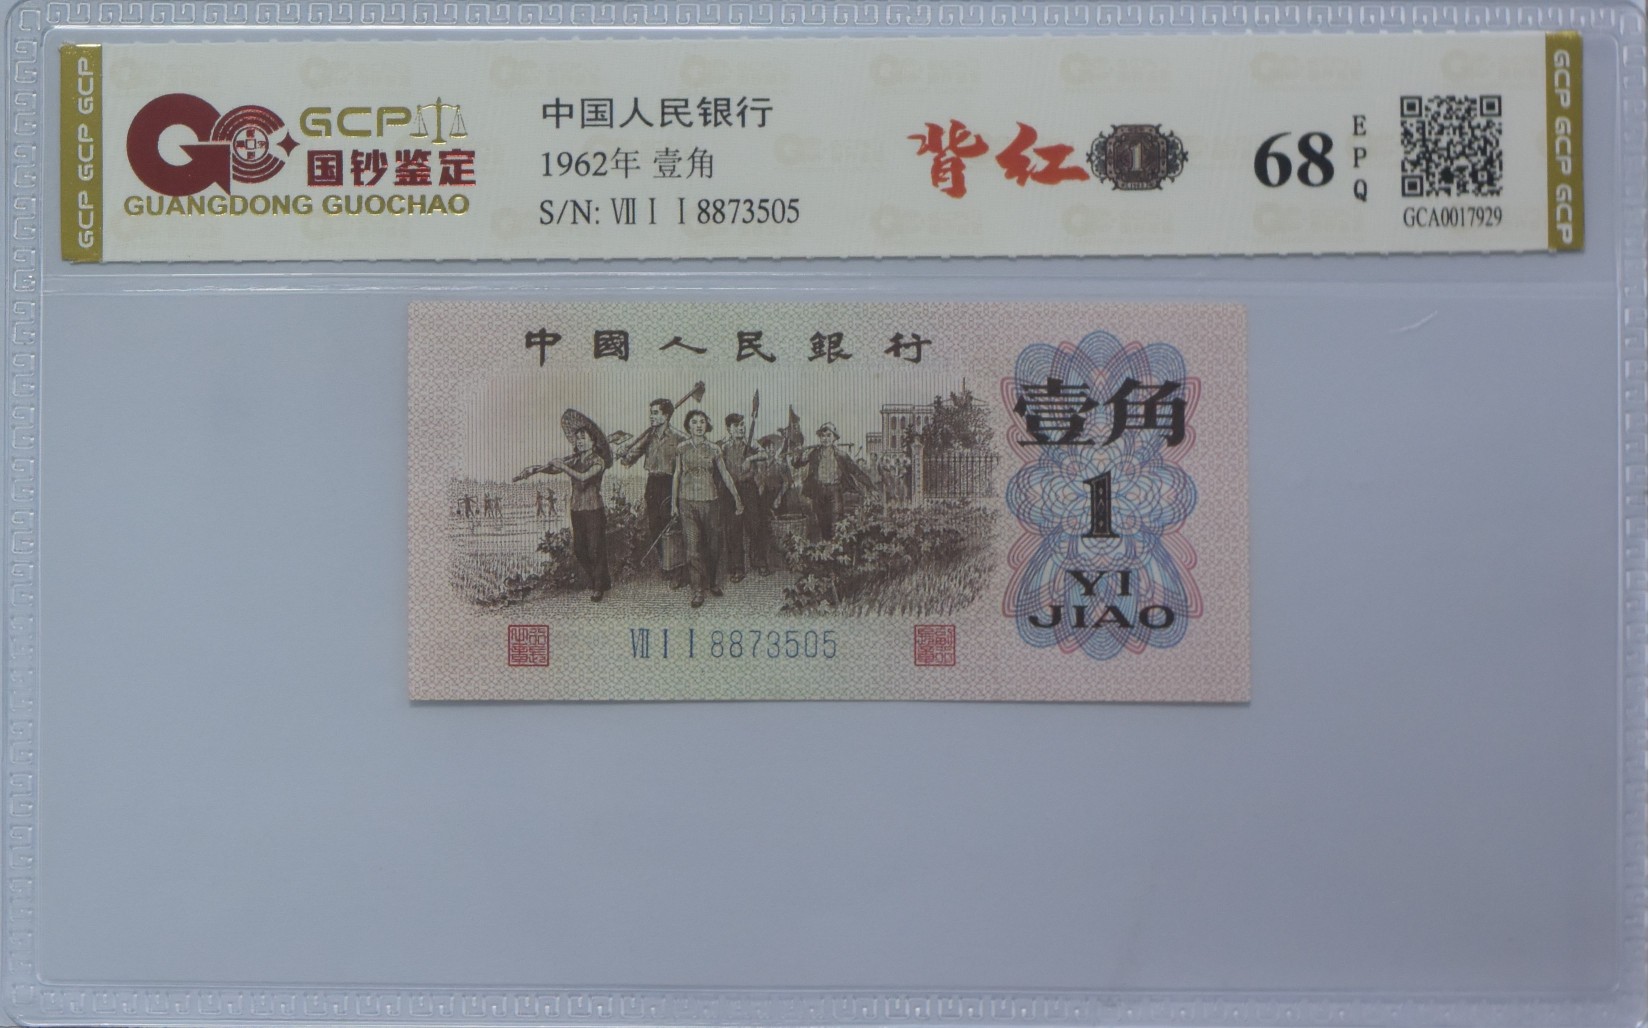 GCP GCP GCP
GCP
国钞鉴定
GUANGDONG GUOCHAO
中国人民银行
1962年 壹角
S/N: Ⅶ Ⅰ Ⅰ 8873505
背红
1
68
EPQ
GCA0017929
GCP GCP GCP
中國人民銀行
壹角
1
YI
JIAO
Ⅶ Ⅰ Ⅰ 8873505